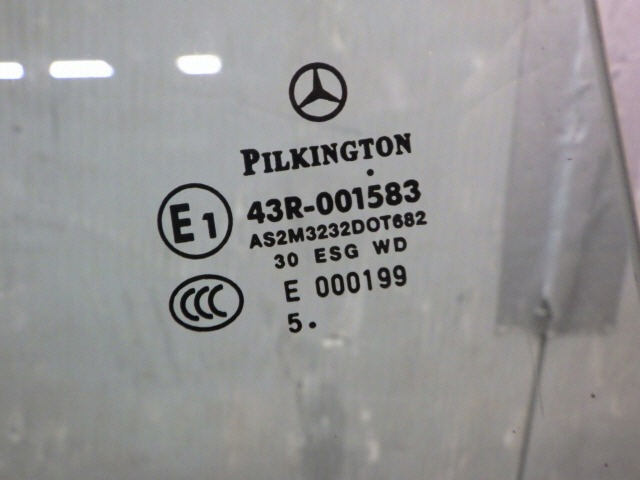 PILKINGTON
E1 43R-001583
AS2M3232DOT682
30 ESG WD
CCC E 000199
5.